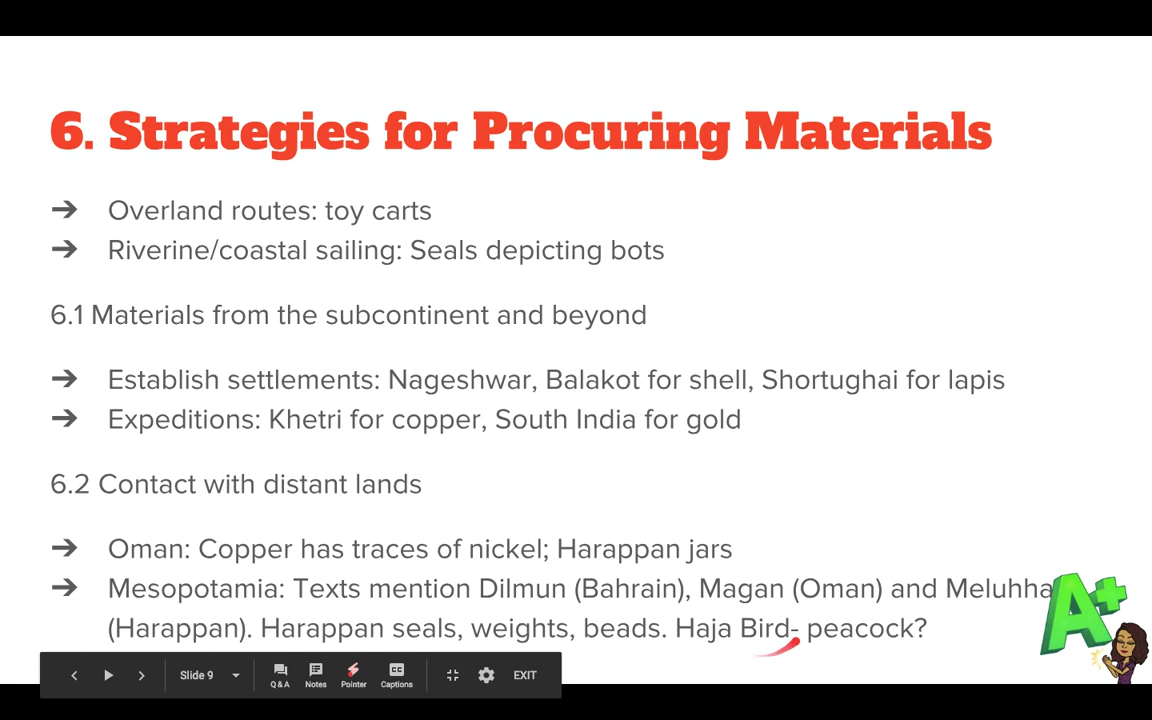 6. Strategies for Procuring Materials
➔ Overland routes: toy carts
➔ Riverine/coastal sailing: Seals depicting bots
6.1 Materials from the subcontinent and beyond
➔ Establish settlements: Nageshwar, Balakot for shell, Shortughai for lapis
➔ Expeditions: Khetri for copper, South India for gold
6.2 Contact with distant lands
➔ Oman: Copper has traces of nickel; Harappan jars
➔ Mesopotamia: Texts mention Dilmun (Bahrain), Magan (Oman) and Meluhha
(Harappan). Harappan seals, weights, beads. Haja Bird- peacock?
A+
Slide 9
Q & A Notes Pointer Captions
CC
EXIT